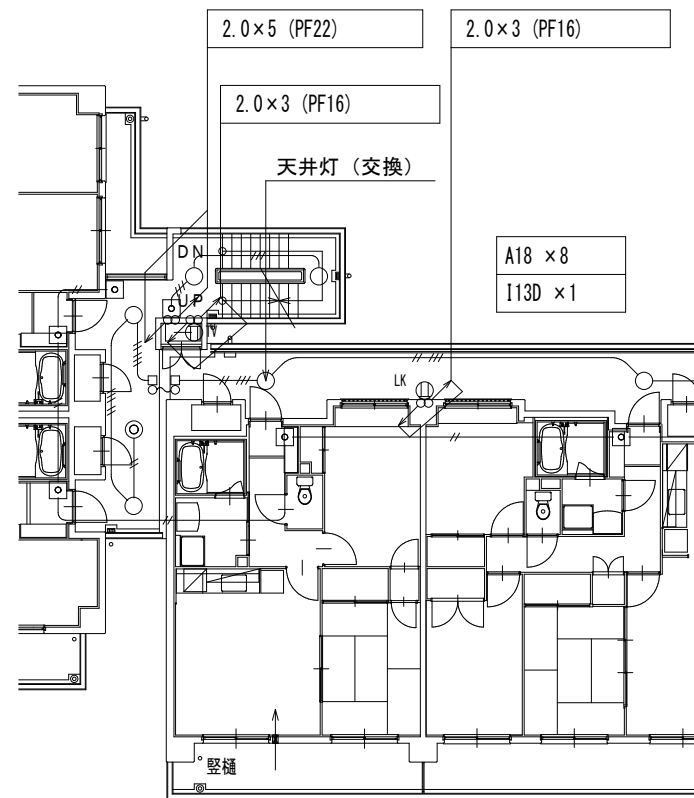 2.0×5 (PF22)
2.0×3 (PF16)
2.0×3 (PF16)
天井灯（交換）
A18 ×8
I13D ×1
DN
UP
LK
竪樋